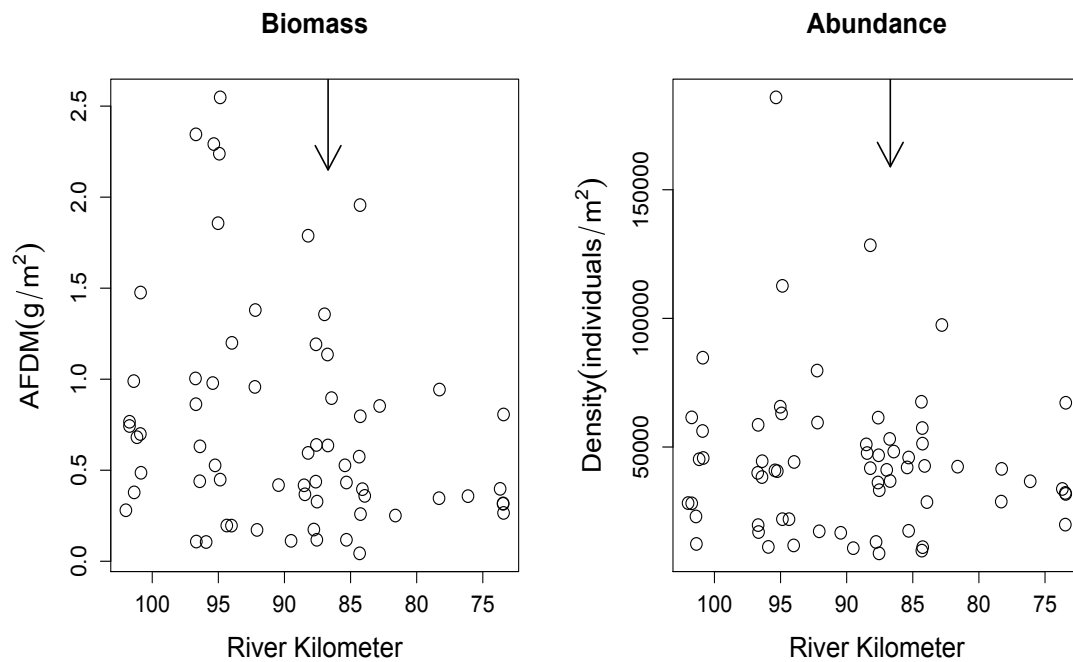 Biomass
AFDM(g/m²)
2.5
2.0
1.5
1.0
0.5
0.0
100 95 90 85 80 75
River Kilometer
Abundance
Density(individuals/m²)
150000
100000
50000
100 95 90 85 80 75
River Kilometer